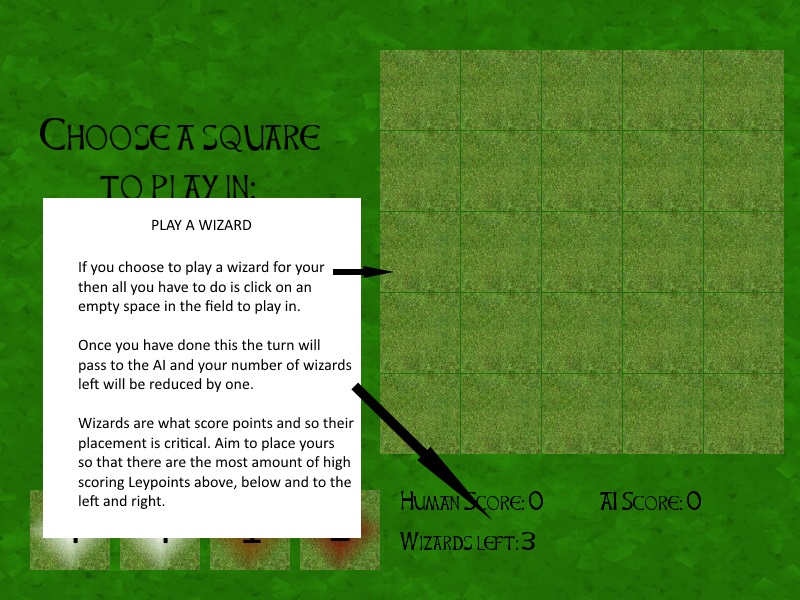 CHOOSE A SQUARE
TO PLAY IN:
PLAY A WIZARD
If you choose to play a wizard for your
then all you have to do is click on an
empty space in the field to play in.
Once you have done this the turn will
pass to the AI and your number of wizards
left will be reduced by one.
Wizards are what score points and so their
placement is critical. Aim to place yours
so that there are the most amount of high
scoring Leypoints above, below and to the
left and right.
HUMAN SCORE: 0
AI SCORE: 0
WIZARDS LEFT: 3